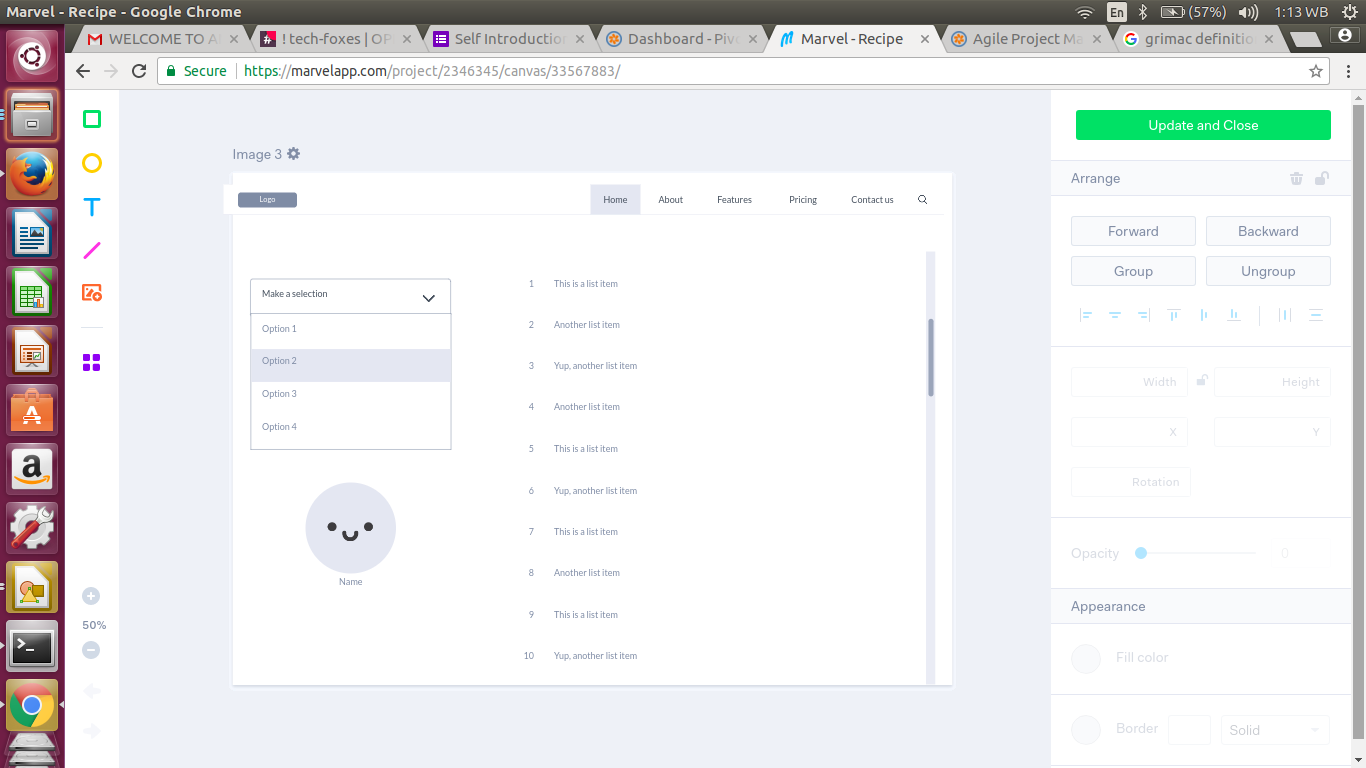 Marvel - Recipe - Google Chrome
En
(57%)
1:13 WB
WELCOME TO A
! tech-foxes | OP
Self Introduction
Dashboard - Piv
Marvel - Recipe
Agile Project Ma
grimac definitio
Secure
https://marvelapp.com/project/2346345/canvas/33567883/
T
50%
Image 3
Logo
Home
About
Features
Pricing
Contact us
Make a selection
Option 1
Option 2
Option 3
Option 4
Name
1 This is a list item
2 Another list item
3 Yup, another list item
4 Another list item
5 This is a list item
6 Yup, another list item
7 This is a list item
8 Another list item
9 This is a list item
10 Yup, another list item
Update and Close
Arrange
Forward
Backward
Group
Ungroup
Width
Height
X
Y
Rotation
Opacity
0
Appearance
Fill color
Border
Solid